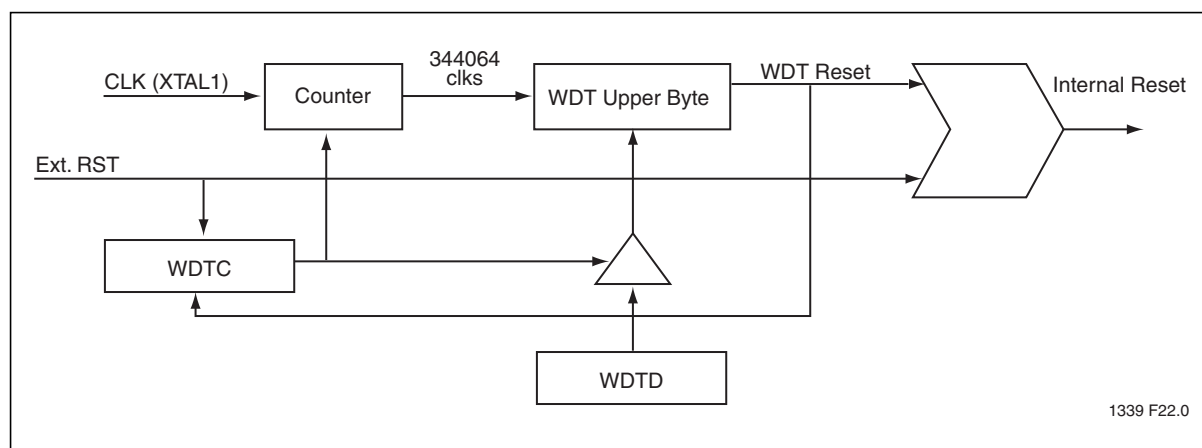 CLK (XTAL1)
Counter
344064
clks
WDT Upper Byte
WDT Reset
Internal Reset
Ext. RST
WDTC
WDTD
1339 F22.0